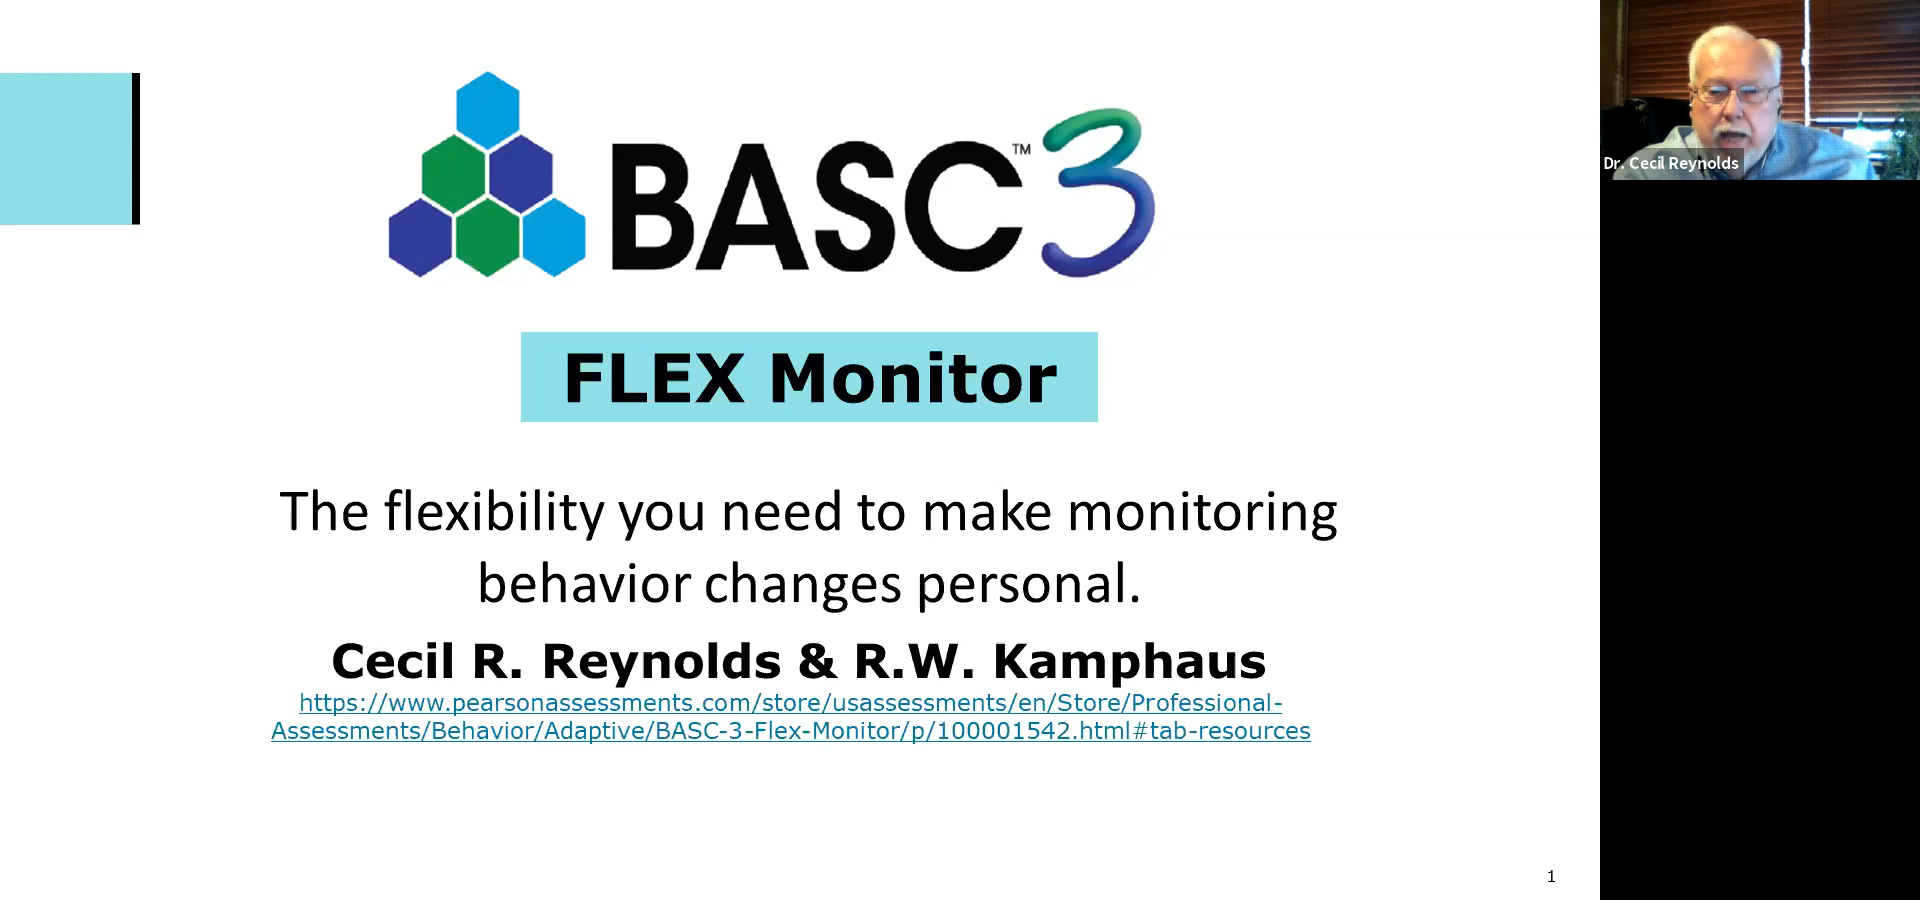 BASC™3
FLEX Monitor
The flexibility you need to make monitoring
behavior changes personal.
Cecil R. Reynolds & R.W. Kamphaus
https://www.pearsonassessments.com/store/usassessments/en/Store/Professional-
Assessments/Behavior/Adaptive/BASC-3-Flex-Monitor/p/100001542.html#tab-resources
1
Dr. Cecil Reynolds